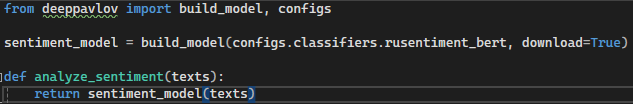 from deeppavlov import build_model, configs
sentiment_model = build_model(configs.classifiers.rusentiment_bert, download=True)
def analyze_sentiment(texts):
return sentiment_model(texts)